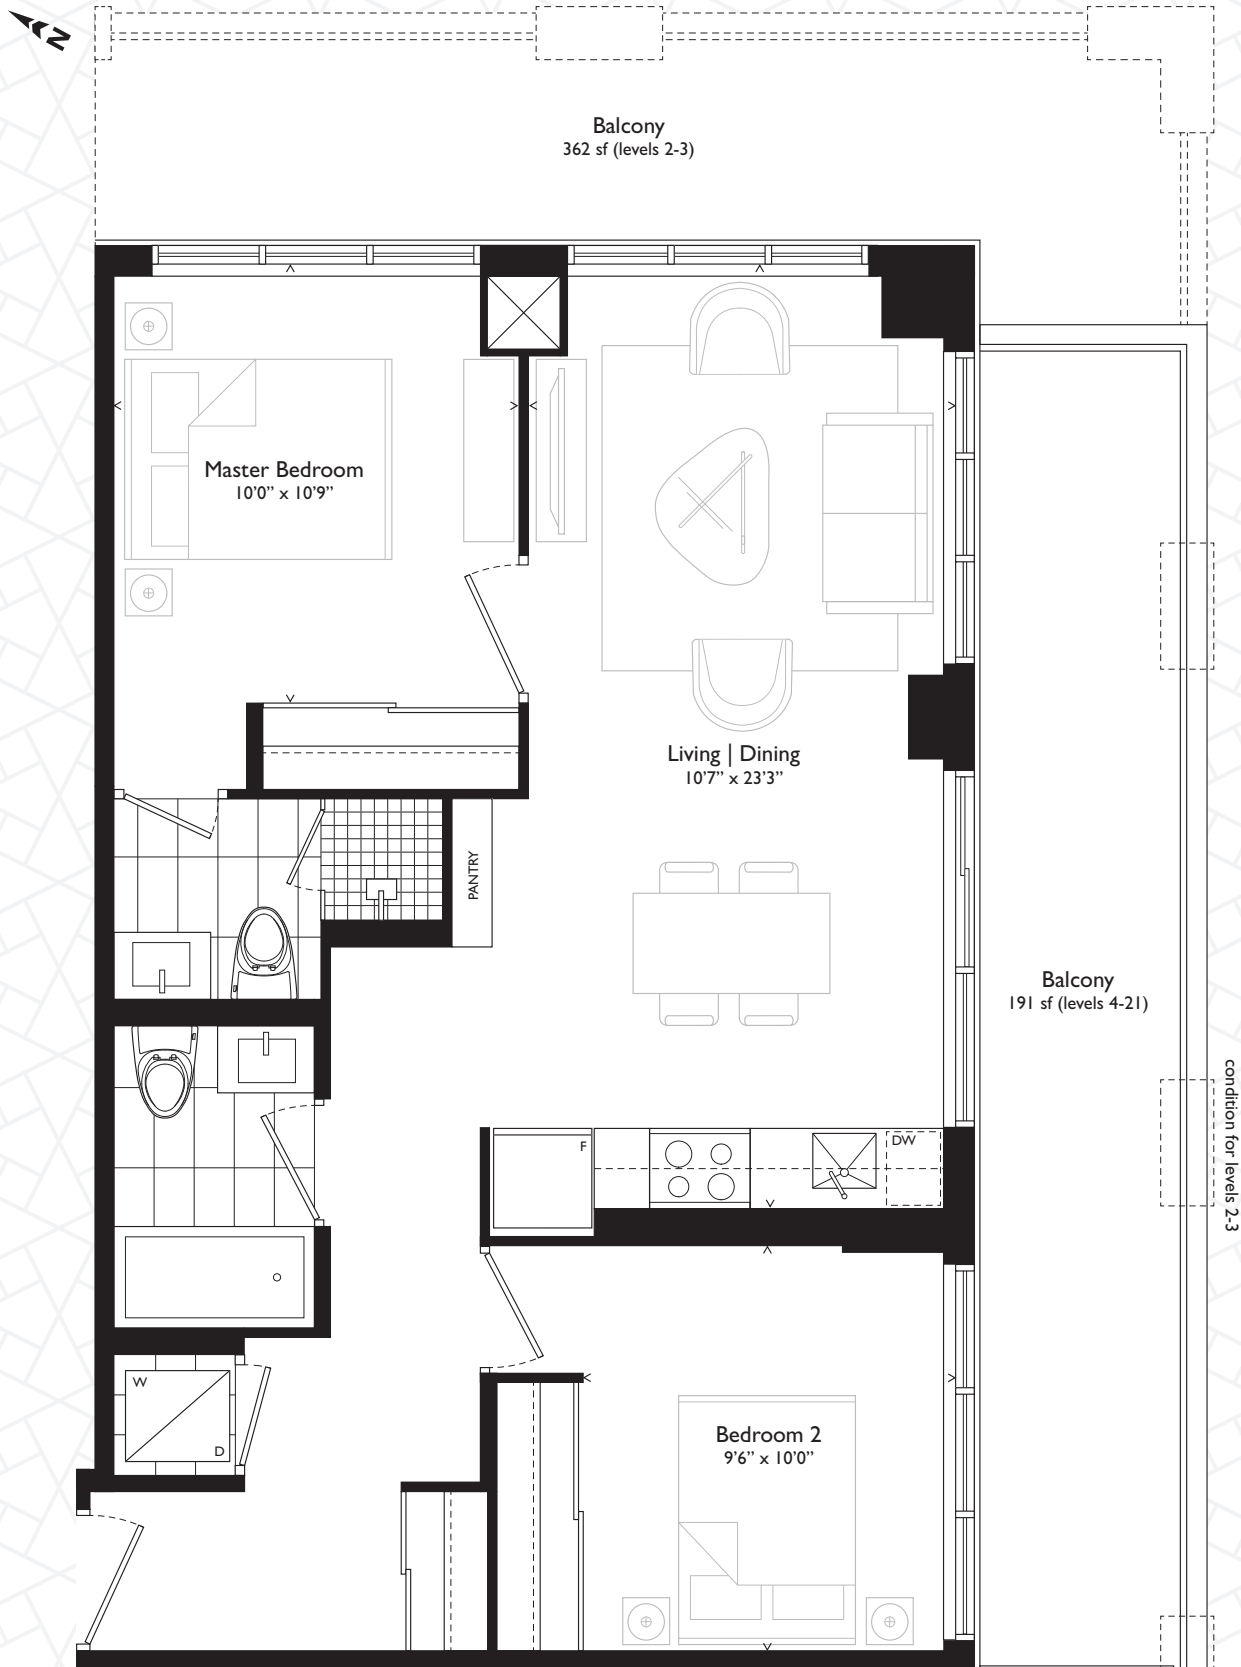 N
Balcony
362 sf (levels 2-3)
Master Bedroom
10’0” x 10’9”
Living | Dining
10’7” x 23’3”
PANTRY
Balcony
191 sf (levels 4-21)
condition for levels 2-3
F
DW
W
D
Bedroom 2
9’6” x 10’0”